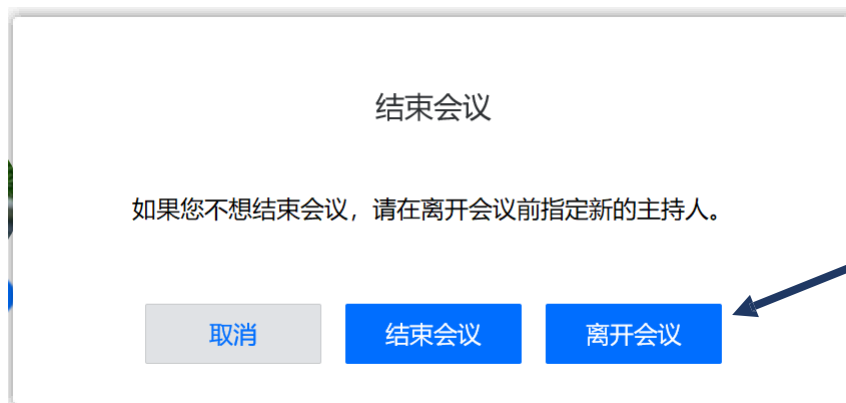 结束会议
如果您不想结束会议，请在离开会议前指定新的主持人。
取消 结束会议 离开会议